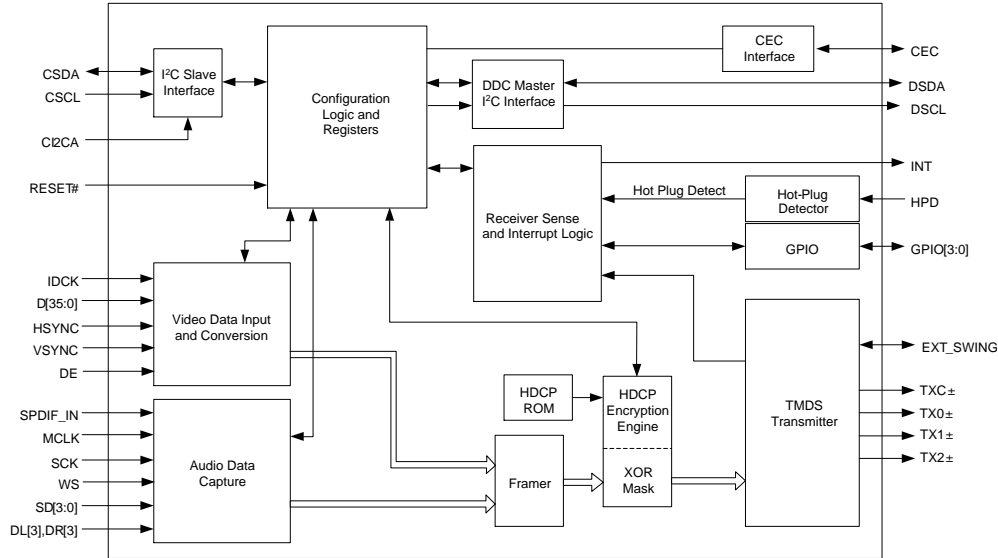 CSDA
CSCL
CI2CA
RESET#
I²C Slave
Interface
Configuration
Logic and
Registers
CEC
Interface
CEC
DDC Master
I²C Interface
DSDA
DSCL
INT
Receiver Sense
and Interrupt Logic
Hot Plug Detect
Hot-Plug
Detector
HPD
GPIO
GPIO[3:0]
IDCK
D[35:0]
HSYNC
VSYNC
DE
Video Data Input
and Conversion
SPDIF_IN
MCLK
SCK
WS
SD[3:0]
DL[3],DR[3]
Audio Data
Capture
HDCP
ROM
HDCP
Encryption
Engine
XOR
Mask
Framer
TMDS
Transmitter
EXT_SWING
TXC±
TX0±
TX1±
TX2±